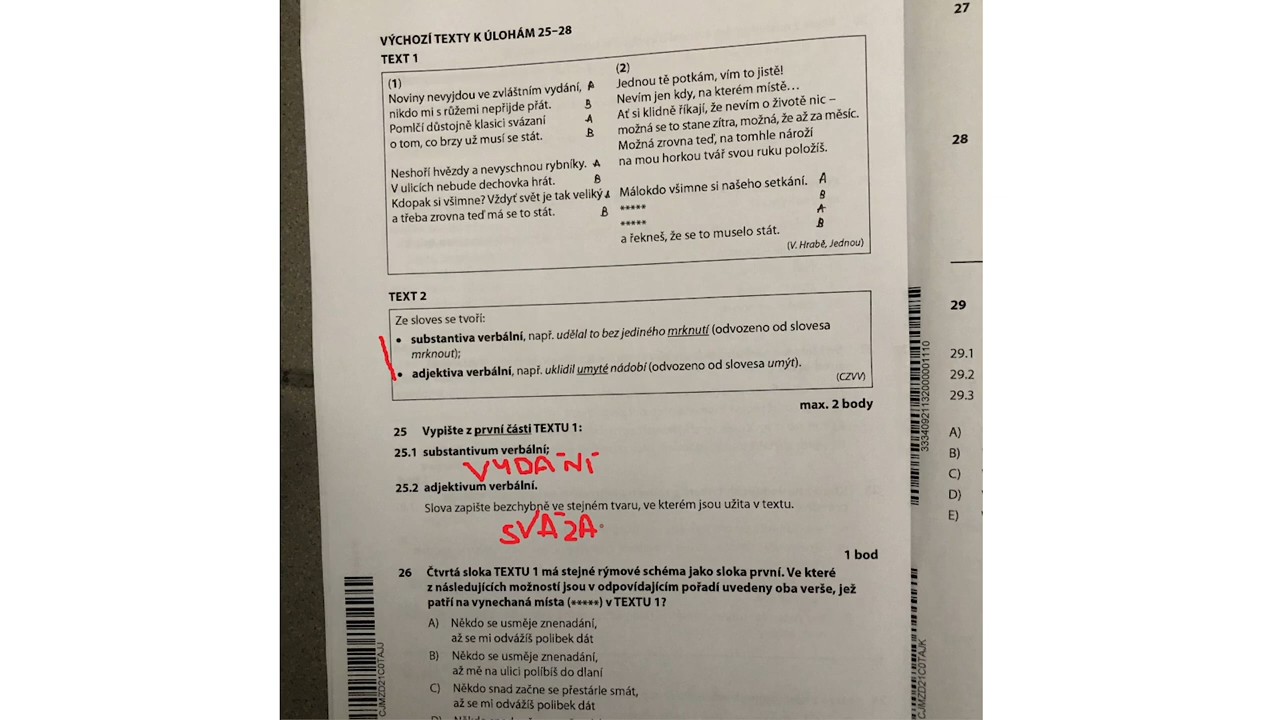 VÝCHOZÍ TEXTY K ÚLOHÁM 25–28
TEXT 1
(1)
Noviny nevyjdou ve zvláštním vydání, A
nikdo mi s růžemi nepřijde přát. B
Pomlčí důstojně klasici svázaní A
o tom, co brzy už musí se stát. B
Neshoří hvězdy a nevyschnou rybníky. A
V ulicích nebude dechovka hrát. B
Kdopak si všimne? Vždyť svět je tak veliký A
a třeba zrovna teď má se to stát. B
(2)
Jednou tě potkám, vím to jistě!
Nevím jen kdy, na kterém místě…
Ať si klidně říkají, že nevím o životě nic –
možná se to stane zítra, možná, že až za měsíc.
Možná zrovna teď, na tomhle nároží
na mou horkou tvář svou ruku položíš.
Málokdo všimne si našeho setkání. A
***** B
***** A
a řekneš, že se to muselo stát. B
(V. Hrabě, Jednou)
TEXT 2
Ze sloves se tvoří:
• substantiva verbální, např. udělal to bez jediného mrknutí (odvozeno od slovesa
mrknout);
• adjektiva verbální, např. uklidil umyté nádobí (odvozeno od slovesa umýt).
(CZVV)
max. 2 body
25 Vypište z první části TEXTU 1:
25.1 substantivum verbální;
VYDÁNÍ
25.2 adjektivum verbální.
Slova zapište bezchybně ve stejném tvaru, ve kterém jsou užita v textu.
SVÁZA
1 bod
26 Čtvrtá sloka TEXTU 1 má stejné rýmové schéma jako sloka první. Ve které
z následujících možností jsou v odpovídajícím pořadí uvedeny oba verše, jež
patří na vynechaná místa (*****) v TEXTU 1?
A) Někdo se usměje znenadání,
až se mi odvážíš polibek dát
B) Někdo se usměje znenadání,
až mě na ulici políbíš do dlaní
C) Někdo snad začne se přestárle smát,
až se mi odvážíš polibek dát
CJMZD21C0TAJJ
27
28
29
29.1
29.2
29.3
A)
B)
C)
D)
E)
33340921132000001110
CJMZD21C0TAJK